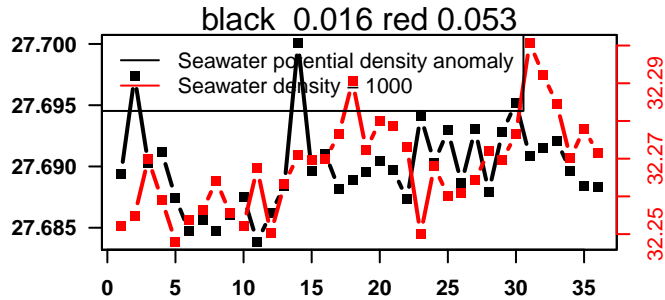 black 0.016 red 0.053
27.700
27.695
27.690
27.685
Seawater potential density anomaly
Seawater density − 1000
32.29
32.27
32.25
0 5 10 15 20 25 30 35